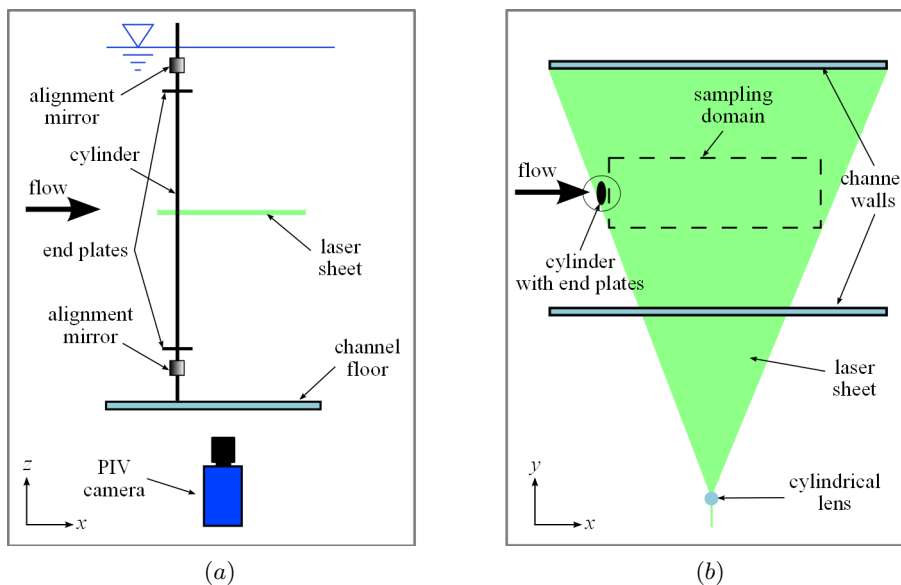 alignment
mirror
cylinder
flow
end plates
laser
sheet
alignment
mirror
channel
floor
PIV
camera
z
x
(a)
sampling
domain
flow
channel
walls
cylinder
with end plates
laser
sheet
y
x
cylindrical
lens
(b)